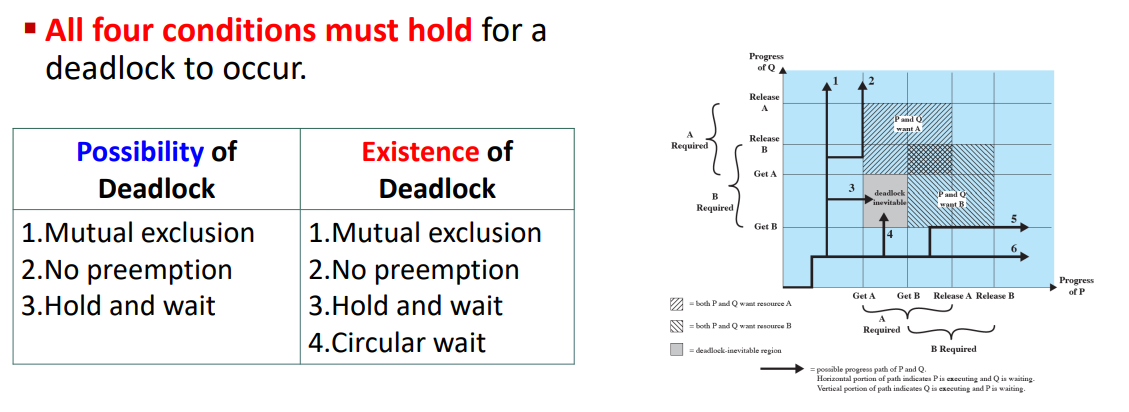 ▪ All four conditions must hold for a
deadlock to occur.
Possibility of
Deadlock
Existence of
Deadlock
1.Mutual exclusion
2.No preemption
3.Hold and wait
1.Mutual exclusion
2.No preemption
3.Hold and wait
4.Circular wait
Progress
of Q
1
2
Release
A
P and Q
want A
A
Required
Release
B
Get A
3
deadlock
inevitable
P and Q
want B
B
Required
5
Get B
4
6
Progress
of P
Get A
Get B
Release A
Release B
A
Required
B Required
= both P and Q want resource A
= both P and Q want resource B
= deadlock-inevitable region
= possible progress path of P and Q.
Horizontal portion of path indicates P is executing and Q is waiting.
Vertical portion of path indicates Q is executing and P is waiting.